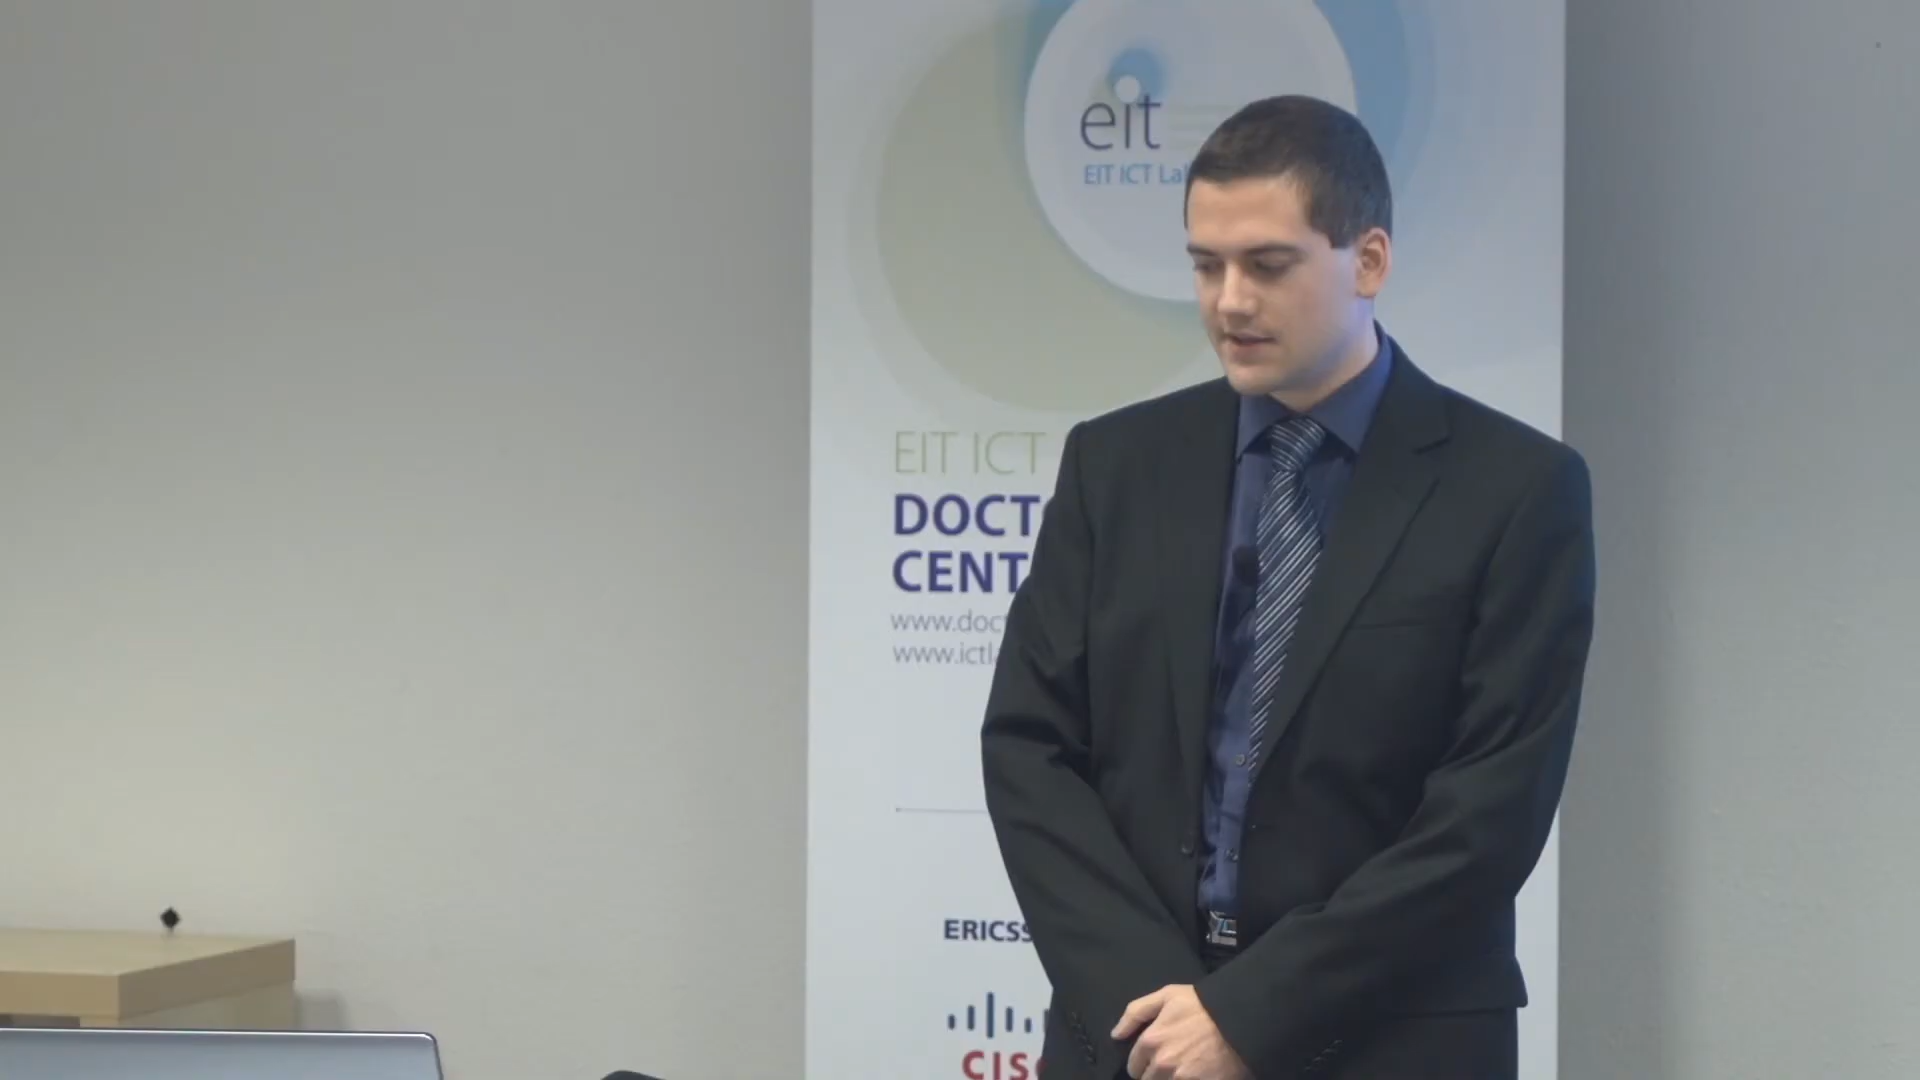 eit
EIT ICT La
EIT ICT
DOCT
CENT
www.doc
www.ictl
ERICSS
CISC